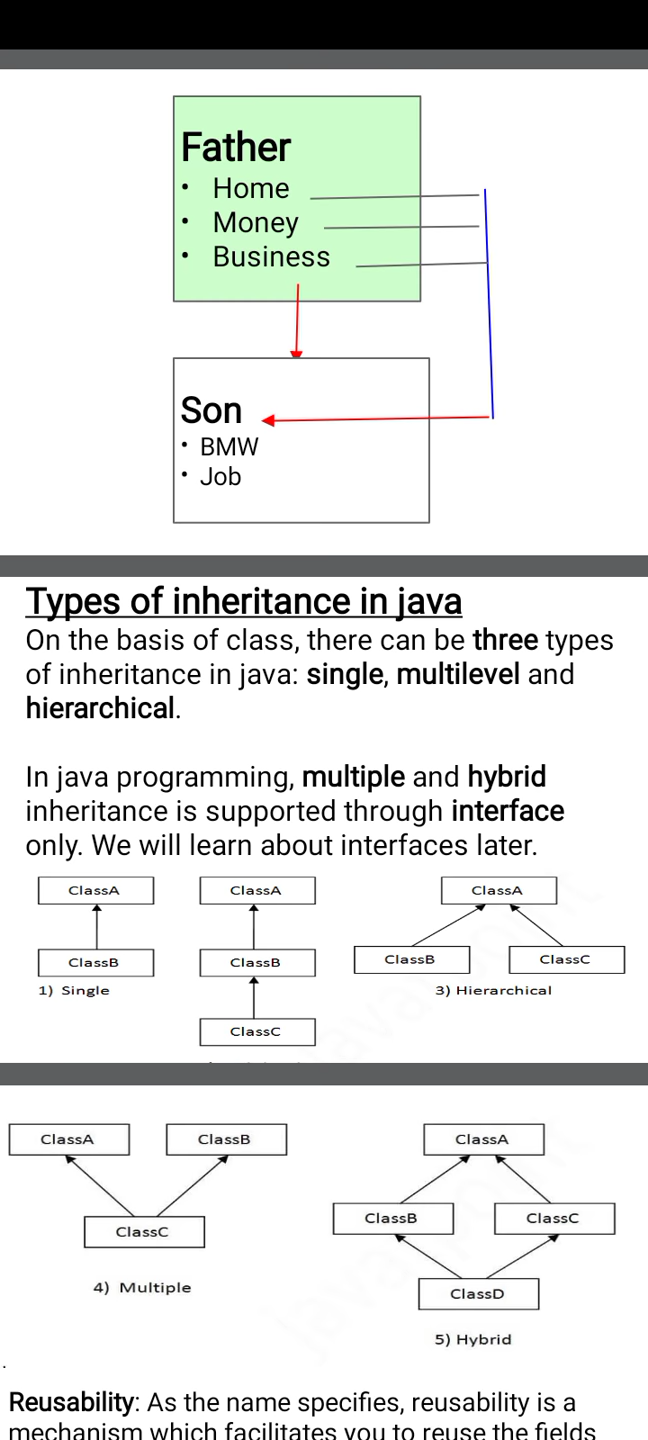 Father
• Home
• Money
• Business
Son
• BMW
• Job
Types of inheritance in java
On the basis of class, there can be three types
of inheritance in java: single, multilevel and
hierarchical.
In java programming, multiple and hybrid
inheritance is supported through interface
only. We will learn about interfaces later.
ClassA
ClassB
1) Single
ClassA
ClassB
ClassC
ClassA
ClassB
ClassC
3) Hierarchical
ClassA
ClassB
ClassC
4) Multiple
ClassA
ClassB
ClassC
ClassD
5) Hybrid
.
Reusability: As the name specifies, reusability is a
mechanism which facilitates you to reuse the fields